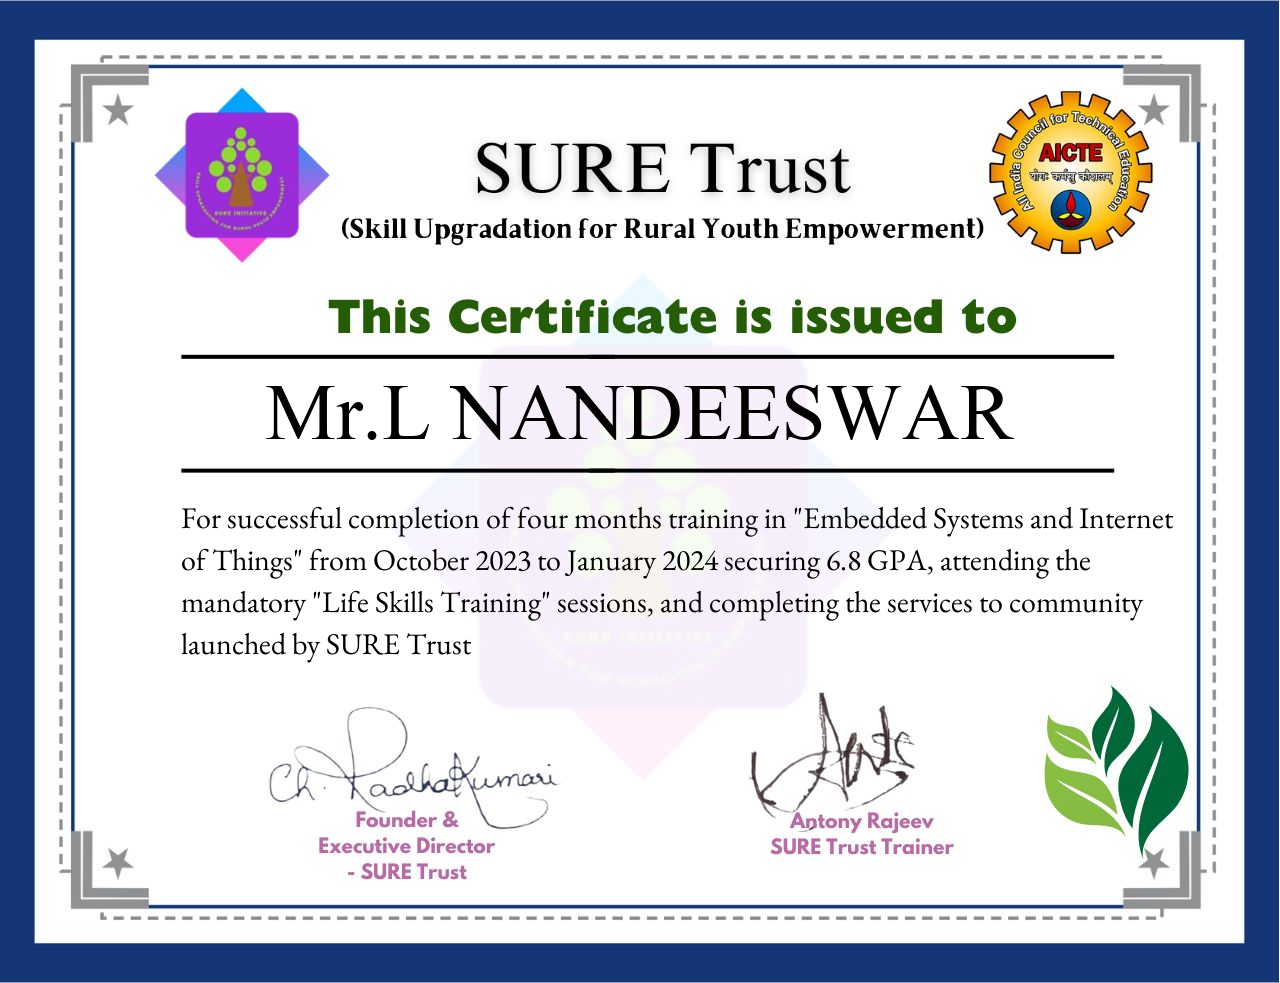 SURE Trust
(Skill Upgradation for Rural Youth Empowerment)
SKILL UPGRADATION FOR RURAL-YOUTH EMPOWERMENT
SURE INITIATIVE
All India Council for Technical Education
AICTE
योगः कर्मसु कौशलम्
This Certificate is issued to
Mr.L NANDEESWAR
For successful completion of four months training in "Embedded Systems and Internet
of Things" from October 2023 to January 2024 securing 6.8 GPA, attending the
mandatory "Life Skills Training" sessions, and completing the services to community
launched by SURE Trust
SURE INITIATIVE
Ch. RadhaKumari
Founder &
Executive Director
- SURE Trust
Antony Rajeev
SURE Trust Trainer